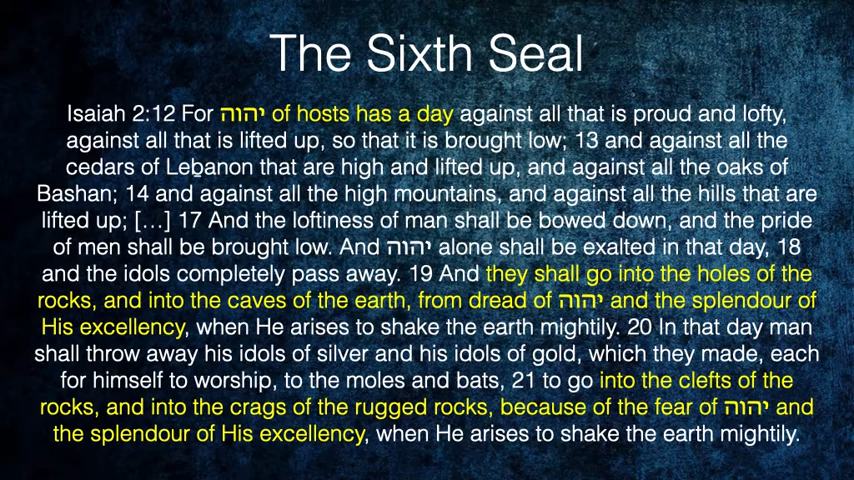 The Sixth Seal
Isaiah 2:12 For יהוה of hosts has a day against all that is proud and lofty,
against all that is lifted up, so that it is brought low; 13 and against all the
cedars of Lebanon that are high and lifted up, and against all the oaks of
Bashan; 14 and against all the high mountains, and against all the hills that are
lifted up; […] 17 And the loftiness of man shall be bowed down, and the pride
of men shall be brought low. And יהוה alone shall be exalted in that day, 18
and the idols completely pass away. 19 And they shall go into the holes of the
rocks, and into the caves of the earth, from dread of יהוה and the splendour of
His excellency, when He arises to shake the earth mightily. 20 In that day man
shall throw away his idols of silver and his idols of gold, which they made, each
for himself to worship, to the moles and bats, 21 to go into the clefts of the
rocks, and into the crags of the rugged rocks, because of the fear of יהוה and
the splendour of His excellency, when He arises to shake the earth mightily.